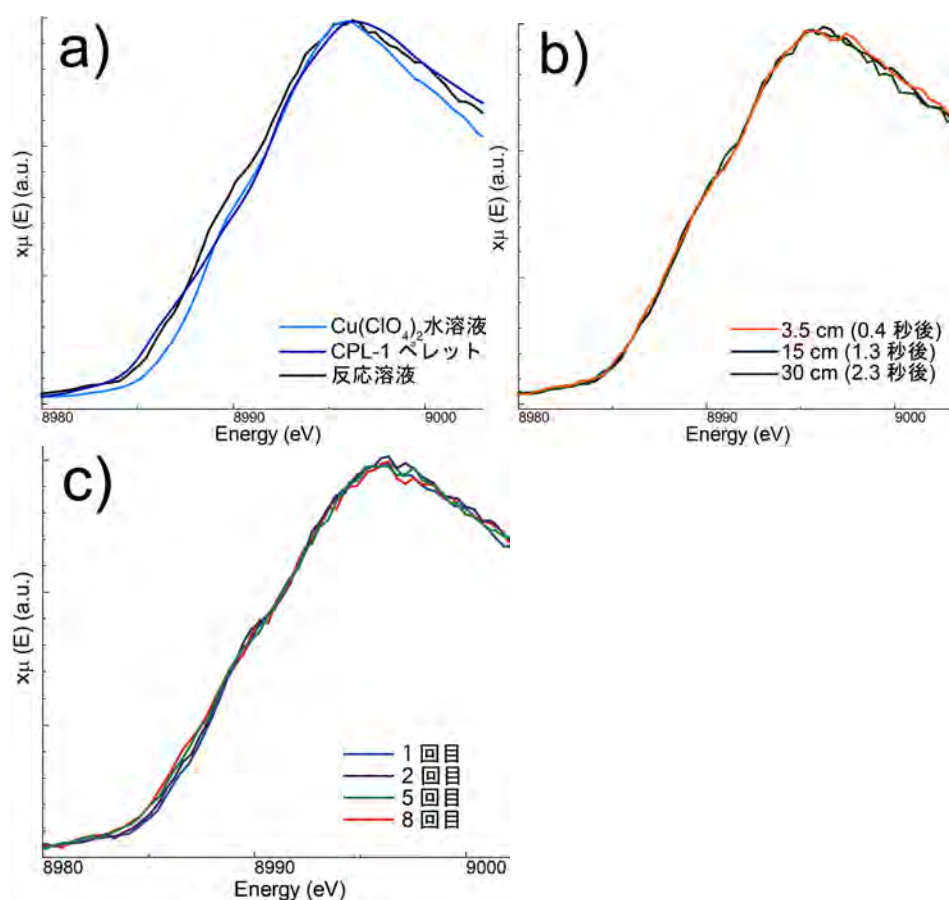 a)
xμ (E) (a.u.)
Cu(ClO4)2水溶液
CPL-1 ペレット
反応溶液
8980
8990
9000
Energy (eV)
b)
xμ (E) (a.u.)
3.5 cm (0.4 秒後)
15 cm (1.3 秒後)
30 cm (2.3 秒後)
8980
8990
9000
Energy (eV)
c)
xμ (E) (a.u.)
1 回目
2 回目
5 回目
8 回目
8980
8990
9000
Energy (eV)